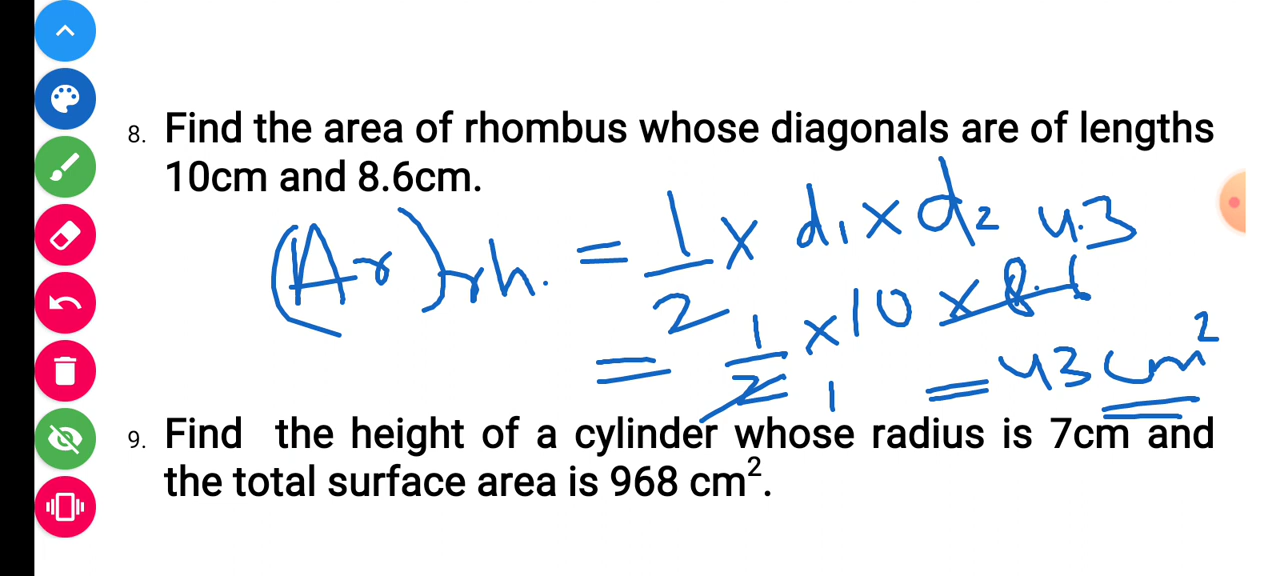 8. Find the area of rhombus whose diagonals are of lengths
10cm and 8.6cm.
(Ar)rh. = 1/2 x d1 x d2
= 1/2 x 10 x 8.6 4.3
1 = 43 cm²
9. Find the height of a cylinder whose radius is 7cm and
the total surface area is 968 cm².